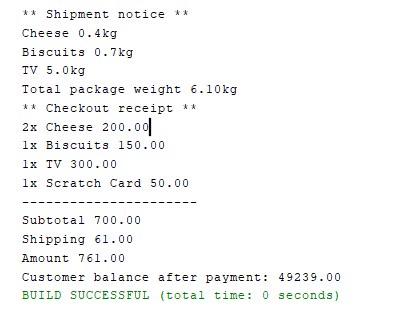 ** Shipment notice **
Cheese 0.4kg
Biscuits 0.7kg
TV 5.0kg
Total package weight 6.10kg
** Checkout receipt **
2x Cheese 200.00
1x Biscuits 150.00
1x TV 300.00
1x Scratch Card 50.00
----------------------
Subtotal 700.00
Shipping 61.00
Amount 761.00
Customer balance after payment: 49239.00
BUILD SUCCESSFUL (total time: 0 seconds)